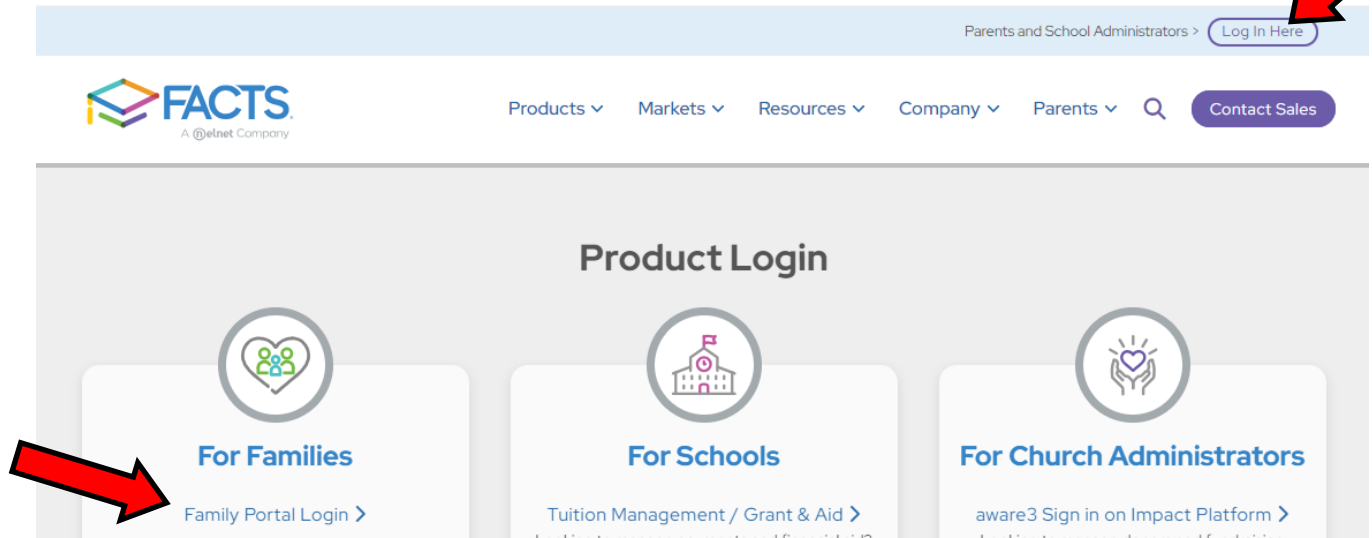 Parents and School Administrators > Log In Here
FACTS.
A nelnet Company
Products Markets Resources Company Parents Contact Sales
Product Login
For Families
For Schools
For Church Administrators
Family Portal Login >
Tuition Management / Grant & Aid >
aware3 Sign in on Impact Platform >